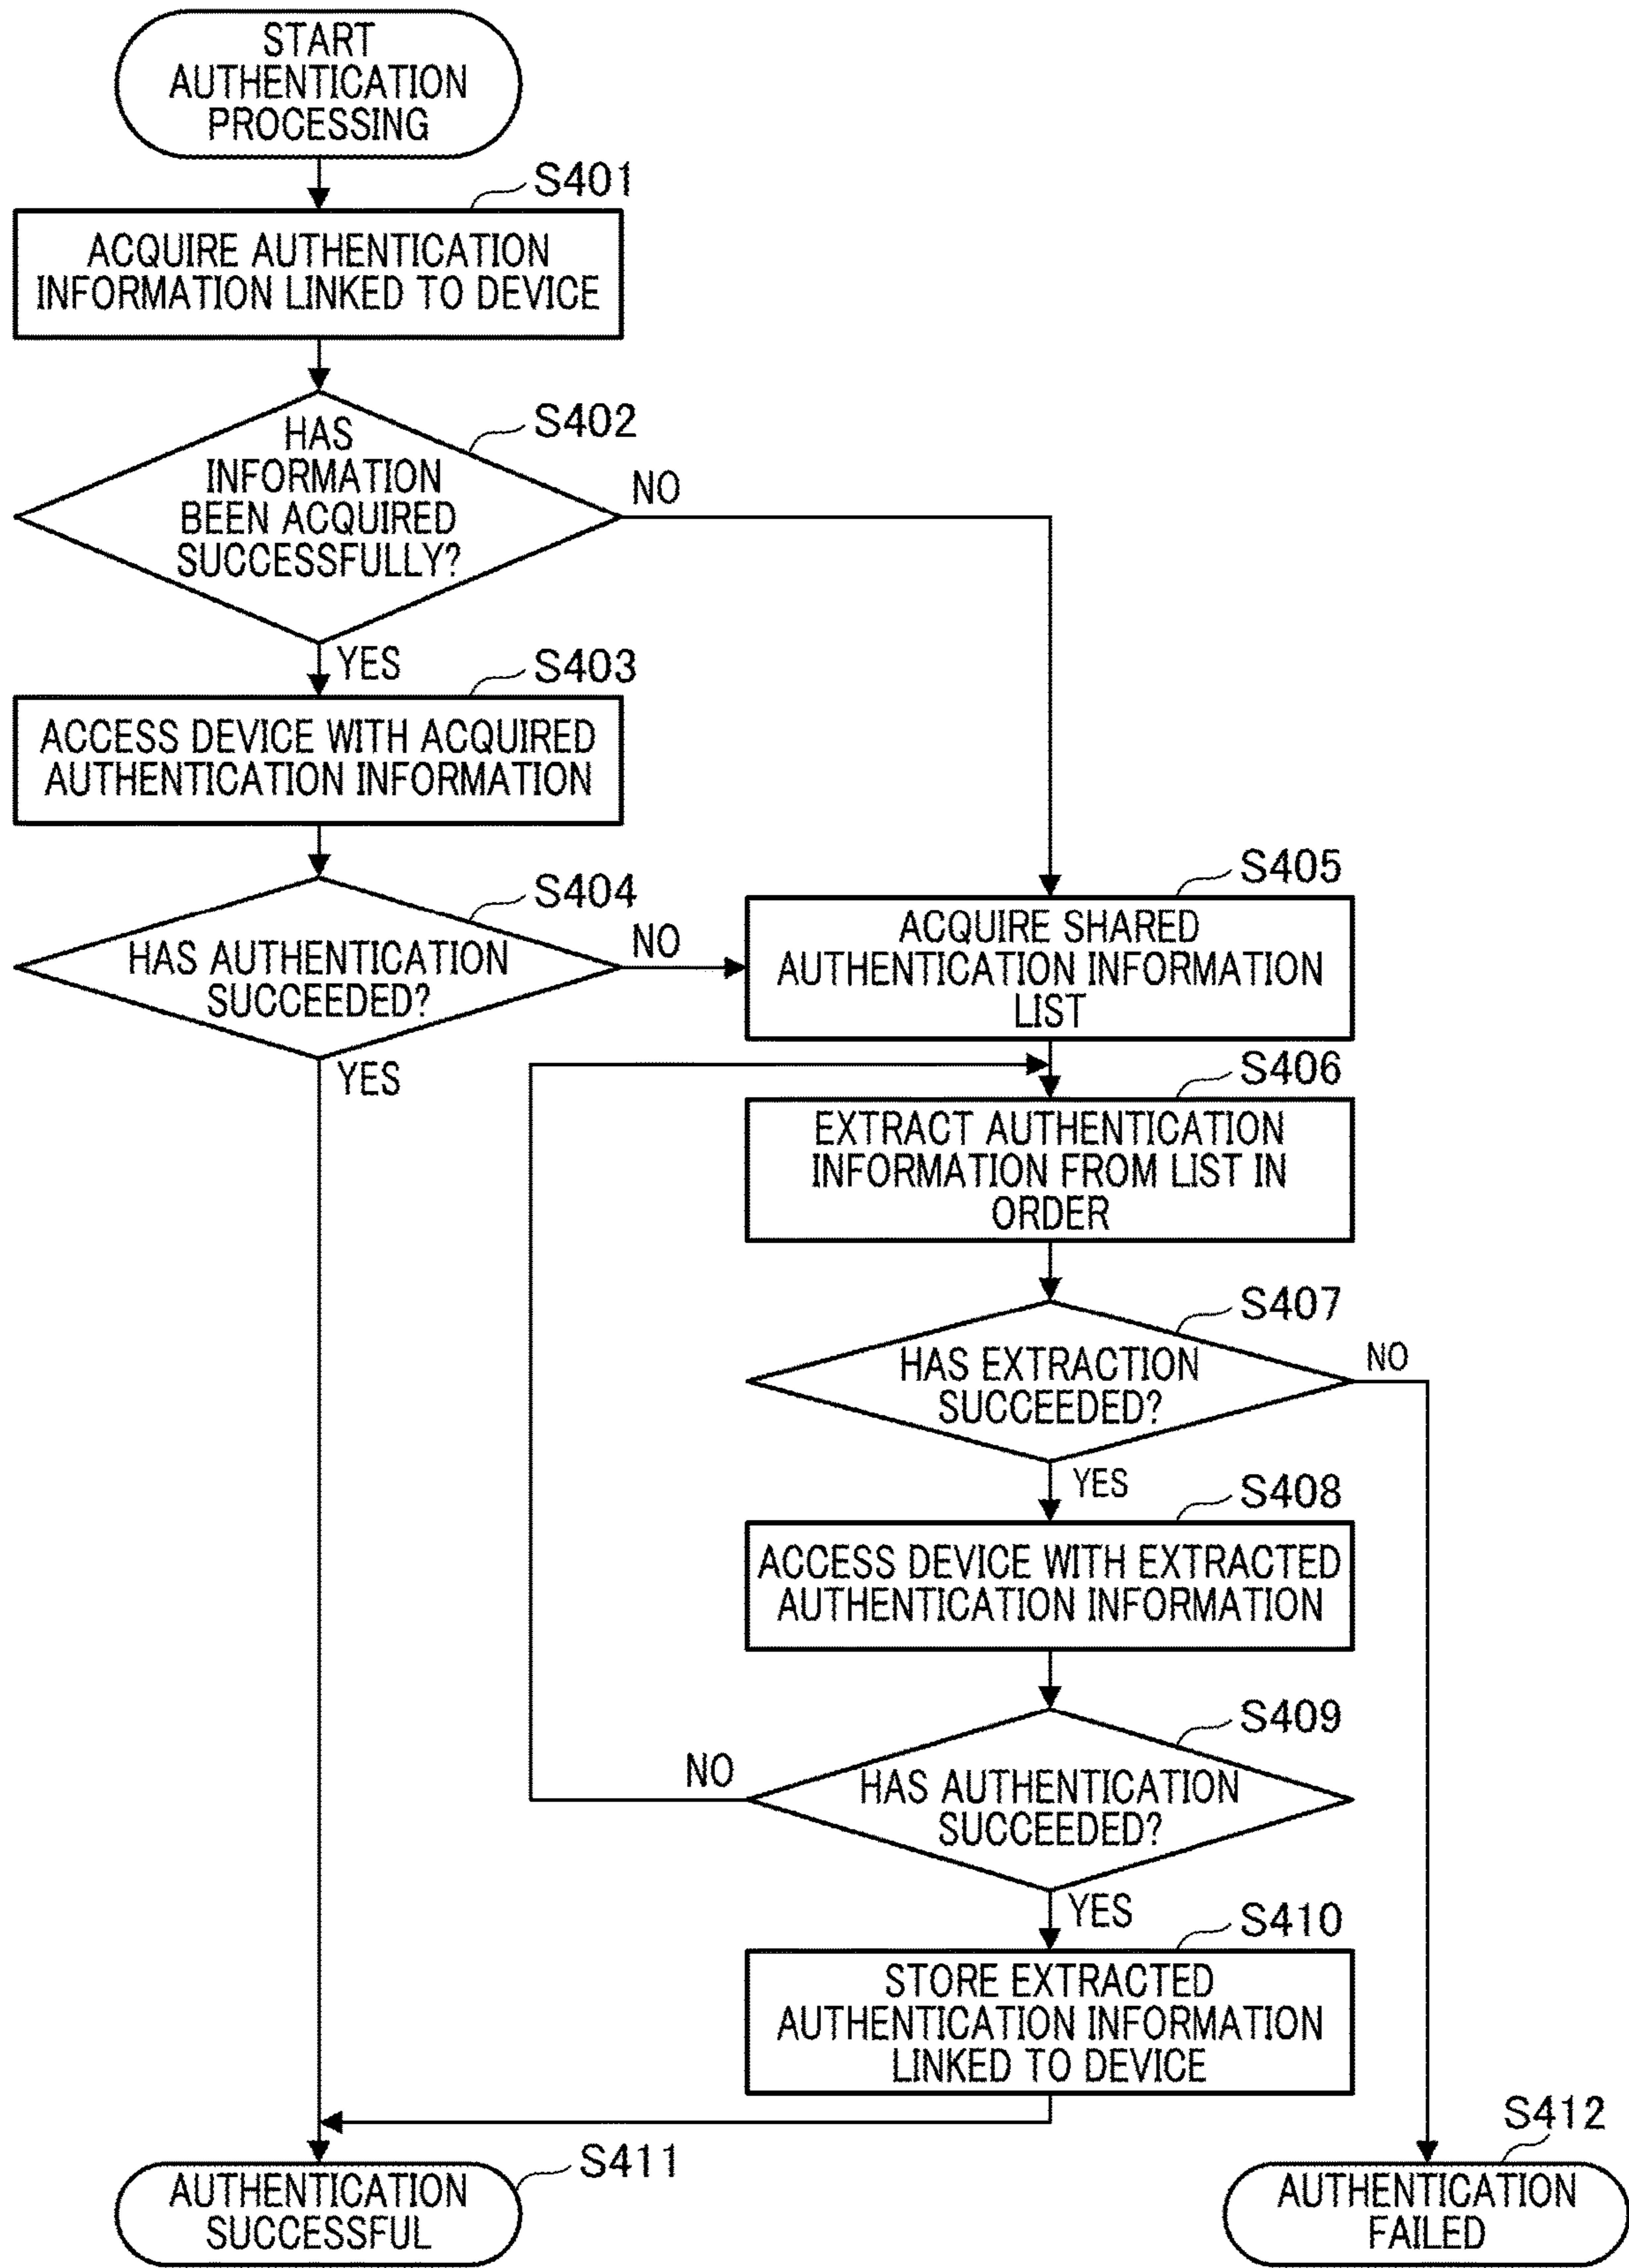 START
AUTHENTICATION
PROCESSING
S401
ACQUIRE AUTHENTICATION
INFORMATION LINKED TO DEVICE
S402
HAS
INFORMATION
BEEN ACQUIRED
SUCCESSFULLY?
NO
YES
S403
ACCESS DEVICE WITH ACQUIRED
AUTHENTICATION INFORMATION
S404
HAS AUTHENTICATION
SUCCEEDED?
NO
YES
S405
ACQUIRE SHARED
AUTHENTICATION INFORMATION
LIST
S406
EXTRACT AUTHENTICATION
INFORMATION FROM LIST IN
ORDER
S407
HAS EXTRACTION
SUCCEEDED?
NO
YES
S408
ACCESS DEVICE WITH EXTRACTED
AUTHENTICATION INFORMATION
S409
HAS AUTHENTICATION
SUCCEEDED?
NO
YES
S410
STORE EXTRACTED
AUTHENTICATION INFORMATION
LINKED TO DEVICE
S411
AUTHENTICATION
SUCCESSFUL
S412
AUTHENTICATION
FAILED